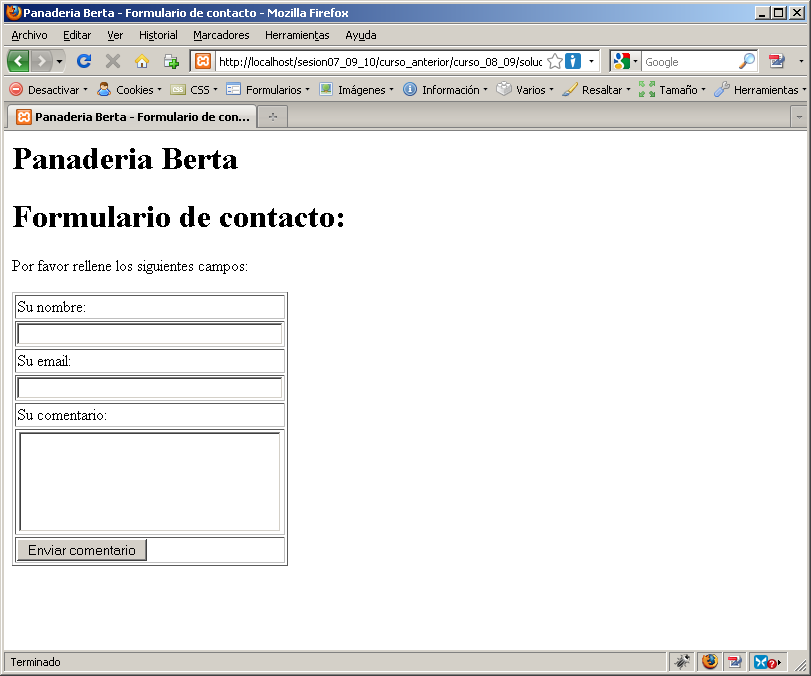 Panaderia Berta - Formulario de contacto - Mozilla Firefox
Archivo Editar Ver Historial Marcadores Herramientas Ayuda
http://localhost/sesion07_09_10/curso_anterior/curso_08_09/soluc Google
Desactivar Cookies CSS Formularios Imágenes Información Varios Resaltar Tamaño Herramientas
Panaderia Berta - Formulario de con...
Panaderia Berta
Formulario de contacto:
Por favor rellene los siguientes campos:
Su nombre:
Su email:
Su comentario:
Enviar comentario
Terminado